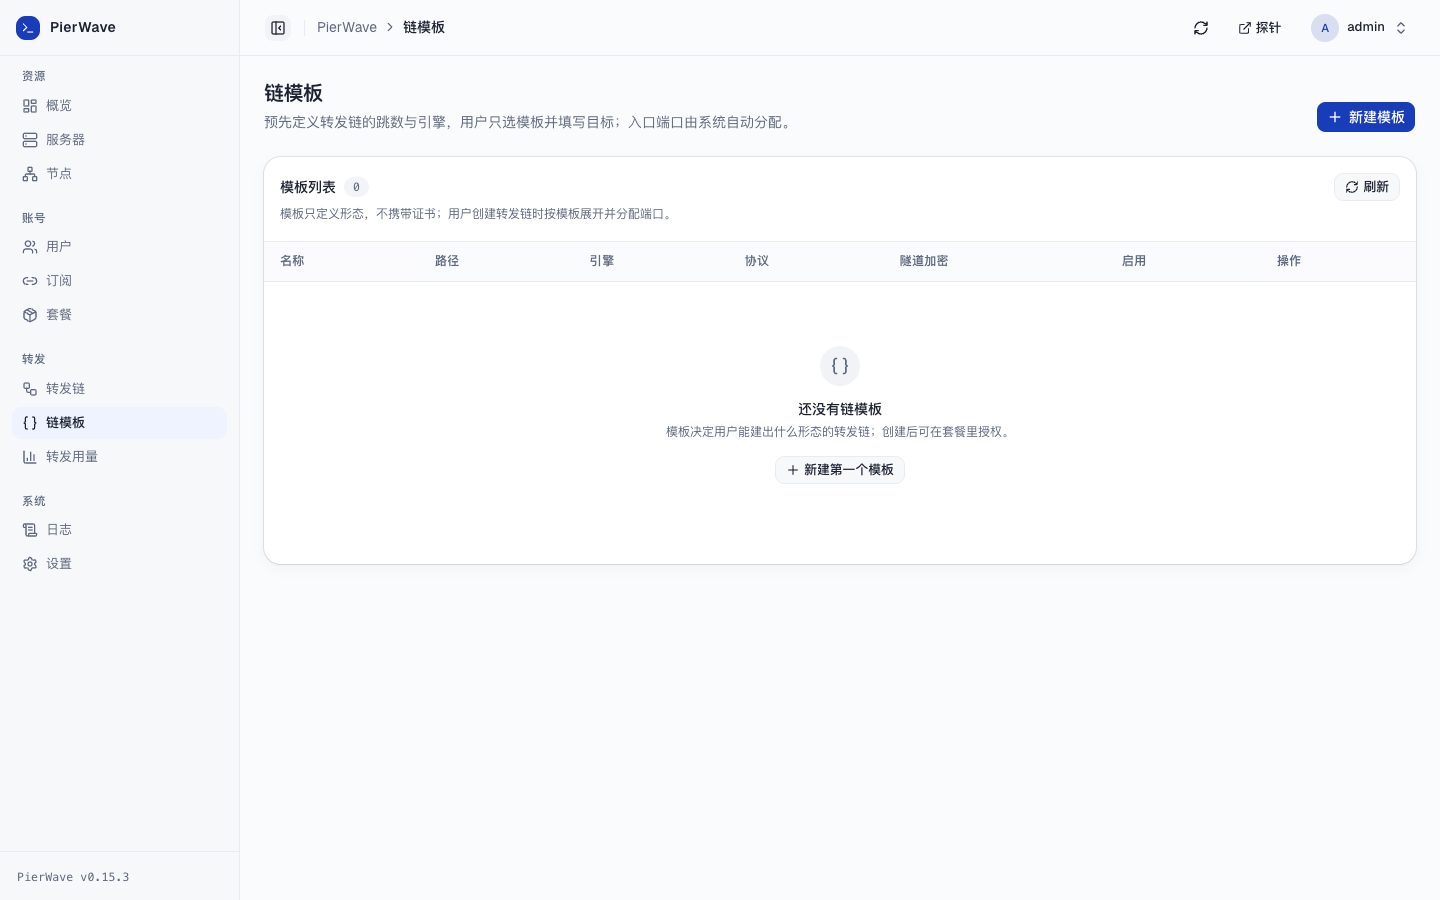 PierWave
PierWave > 链模板
探针
A
admin
资源
概览
服务器
节点
账号
用户
订阅
套餐
转发
转发链
链模板
转发用量
系统
日志
设置
PierWave v0.15.3
链模板
预先定义转发链的跳数与引擎，用户只选模板并填写目标；入口端口由系统自动分配。
新建模板
模板列表 0
刷新
模板只定义形态，不携带证书；用户创建转发链时按模板展开并分配端口。
名称 路径 引擎 协议 隧道加密 启用 操作
还没有链模板
模板决定用户能建出什么形态的转发链；创建后可在套餐里授权。
新建第一个模板